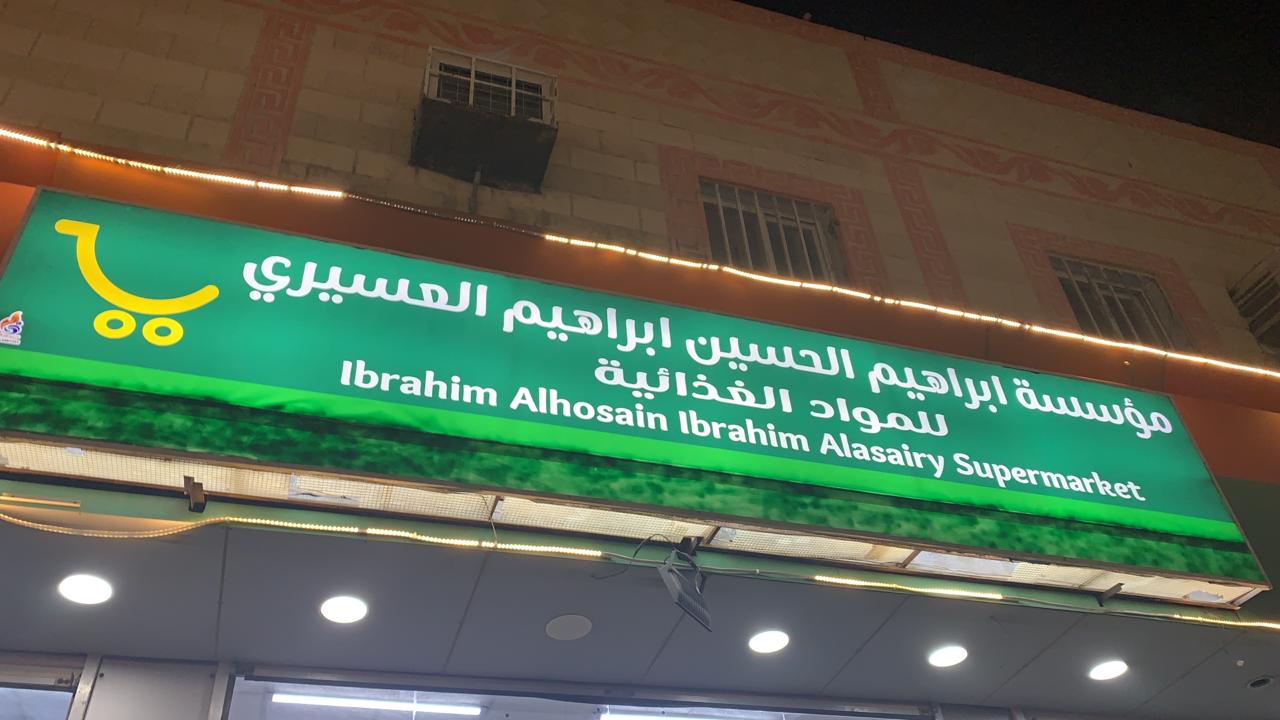 مؤسسة ابراهيم الحسين ابراهيم العسيري
للمواد الغذائية
Ibrahim Alhosain Ibrahim Alasairy Supermarket